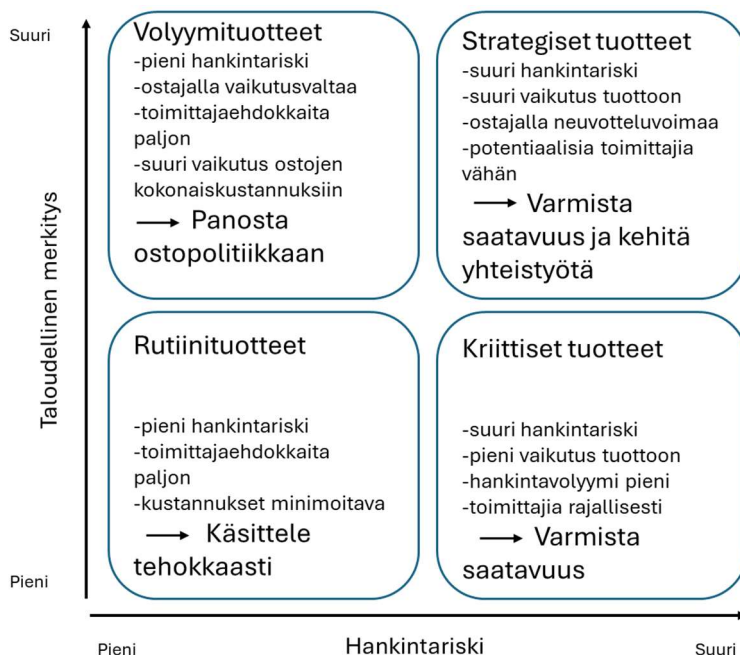 Suuri
Volyymituotteet
-pieni hankintariski
-ostajalla vaikutusvaltaa
-toimittajaehdokkaita
paljon
-suuri vaikutus ostojen
kokonaiskustannuksiin
Panosta
ostopolitiikkaan
Strategiset tuotteet
-suuri hankintariski
-suuri vaikutus tuottoon
-ostajalla neuvotteluvoimaa
-potentiaalisia toimittajia
vähän
Varmista
saatavuus ja kehitä
yhteistyötä
Taloudellinen merkitys
Rutiinituotteet
-pieni hankintariski
-toimittajaehdokkaita
paljon
-kustannukset minimoitava
Käsittele
tehokkaasti
Kriittiset tuotteet
-suuri hankintariski
-pieni vaikutus tuottoon
-hankintavolyymi pieni
-toimittajia rajallisesti
Varmista
saatavuus
Pieni
Pieni
Hankintariski
Suuri